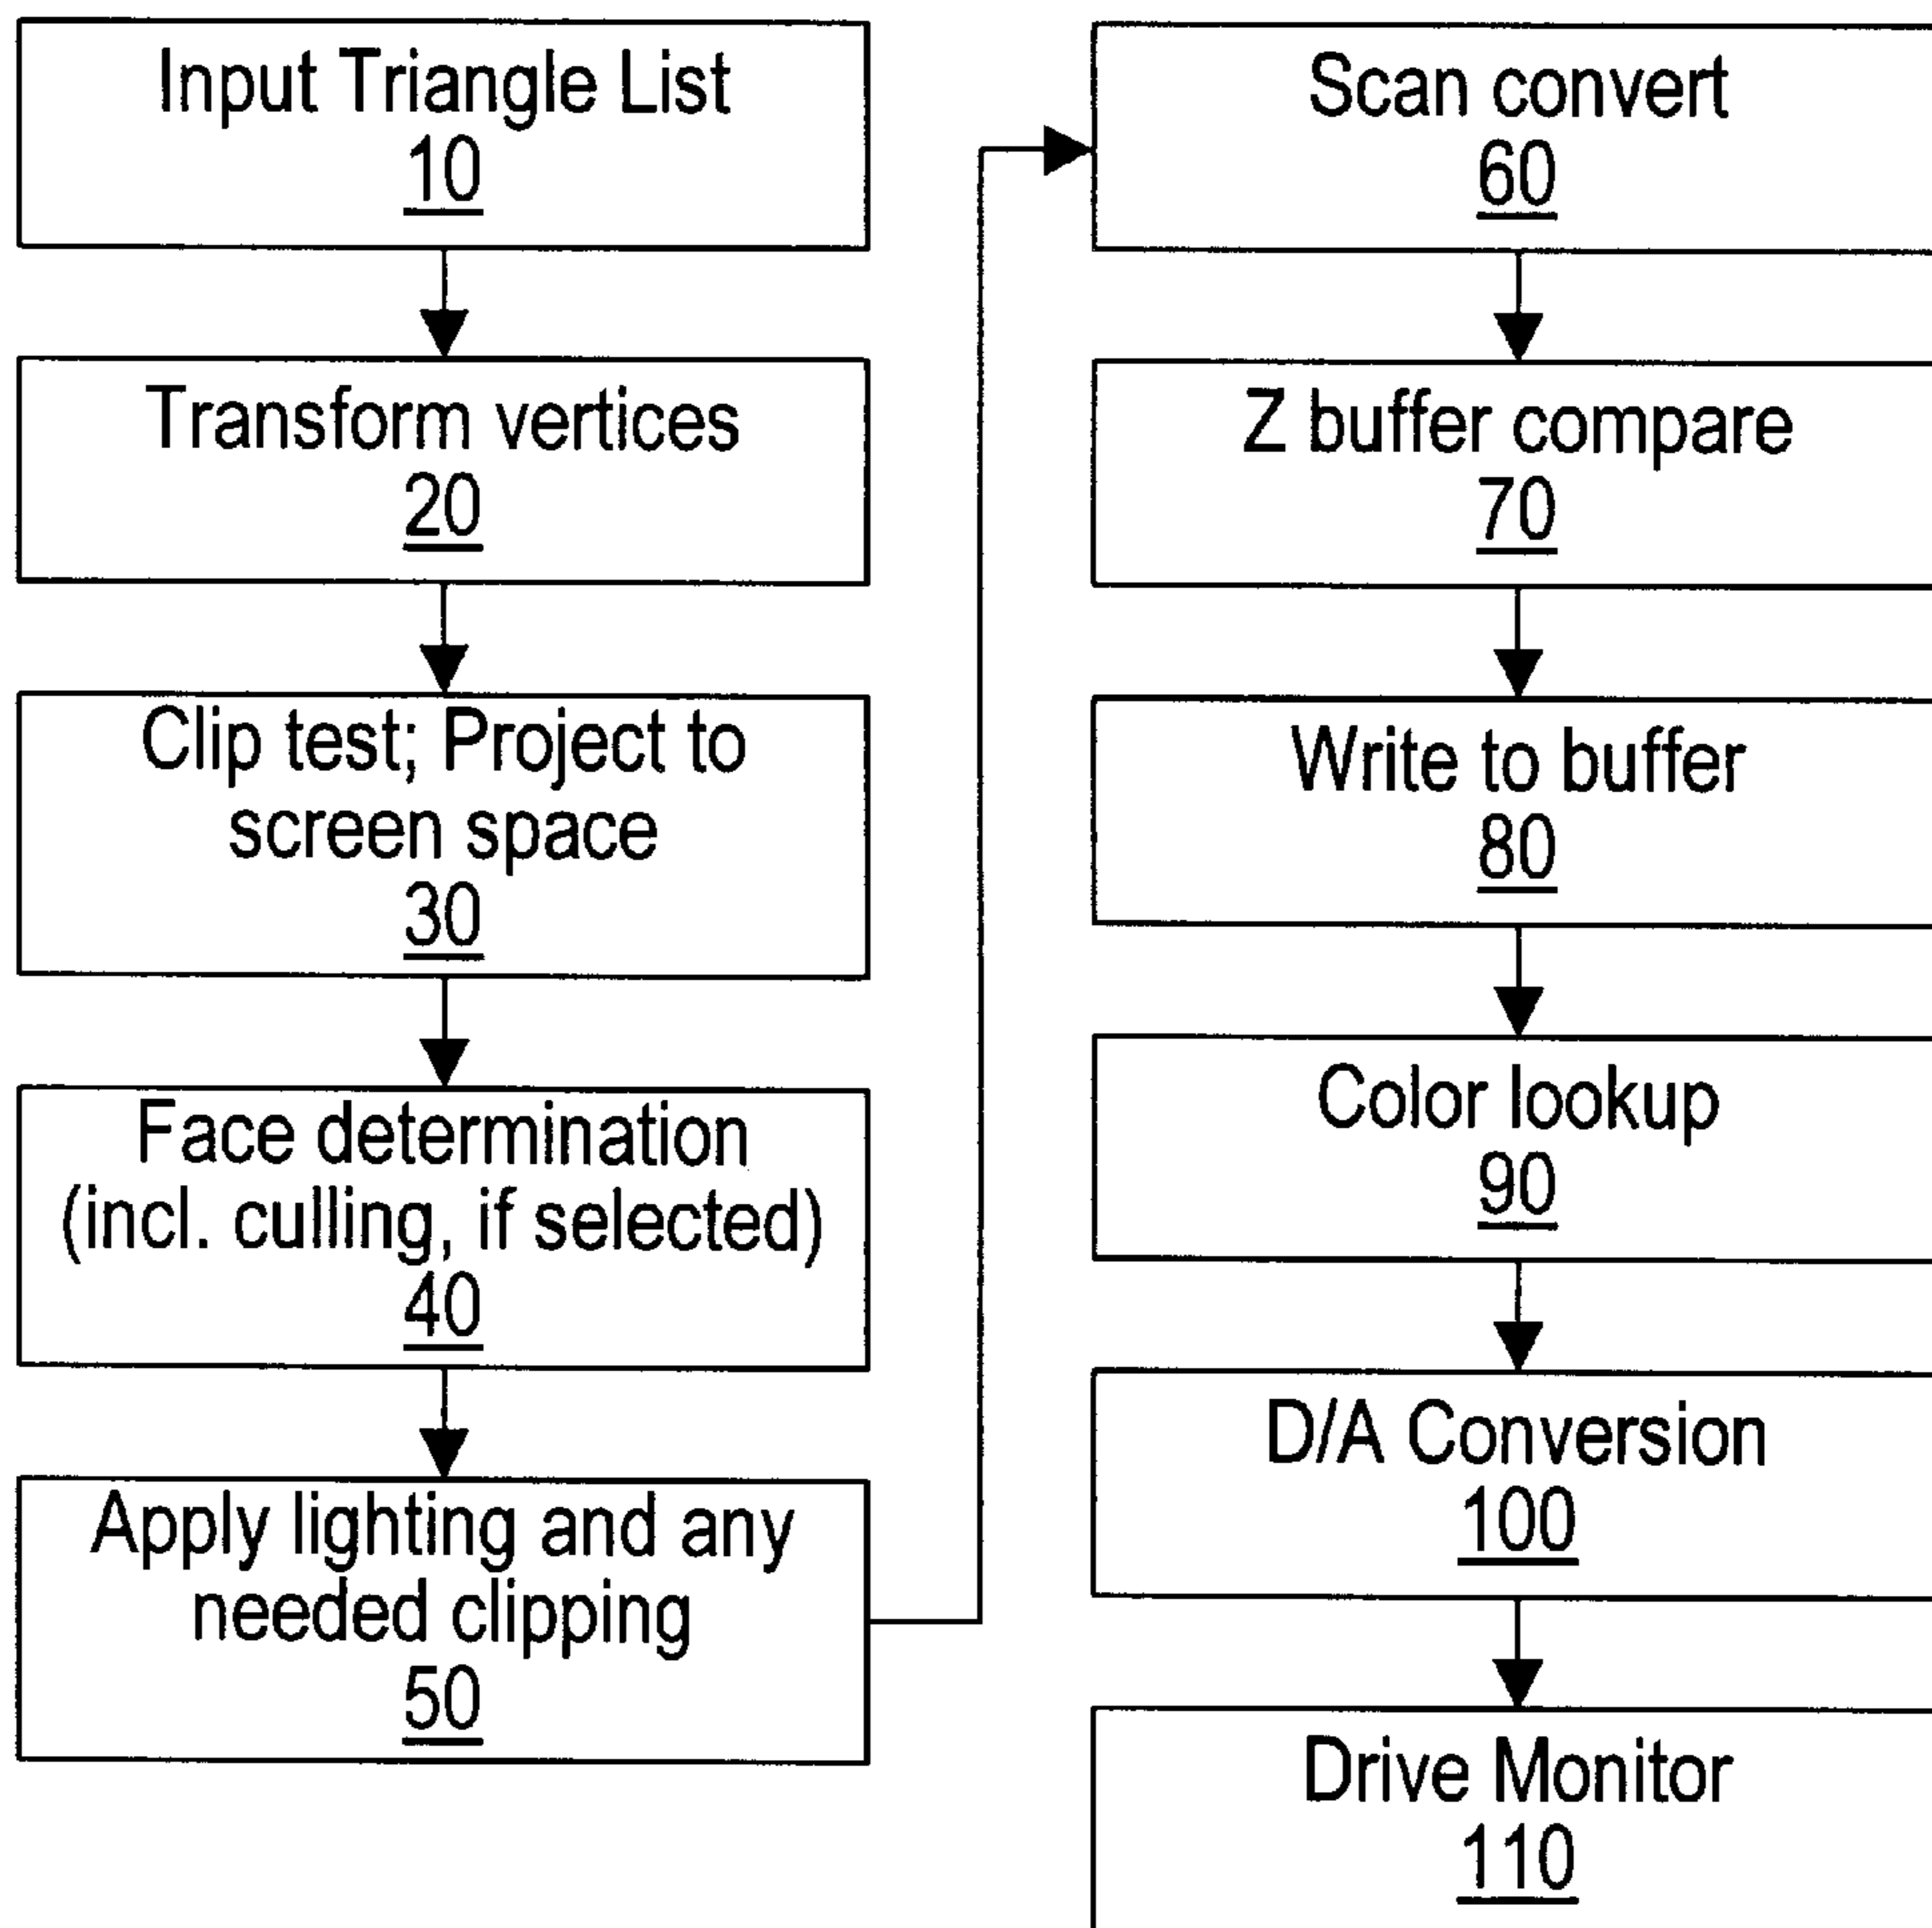 Input Triangle List
10
Transform vertices
20
Clip test; Project to
screen space
30
Face determination
(incl. culling, if selected)
40
Apply lighting and any
needed clipping
50
Scan convert
60
Z buffer compare
70
Write to buffer
80
Color lookup
90
D/A Conversion
100
Drive Monitor
110